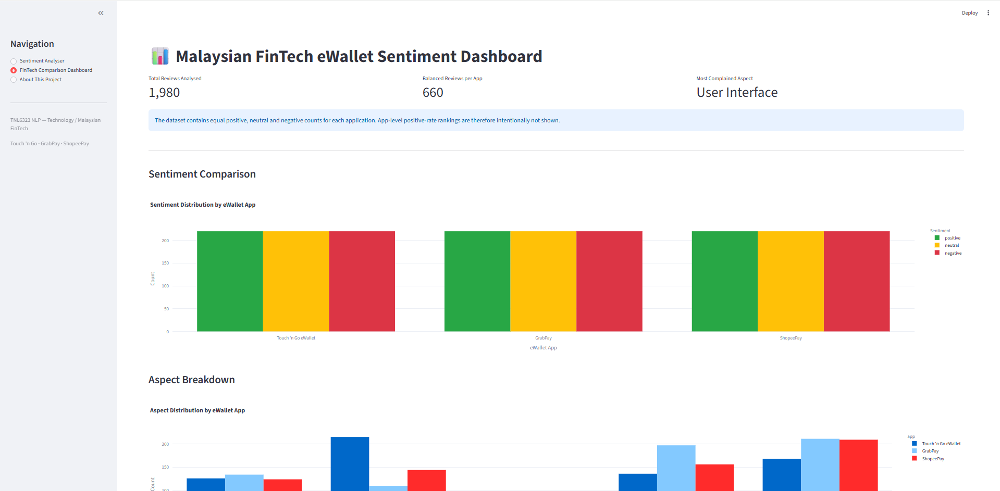 Deploy
Navigation
Sentiment Analyser
FinTech Comparison Dashboard
About This Project
TNL6323 NLP — Technology / Malaysian
FinTech
Touch 'n Go · GrabPay · ShopeePay
Malaysian FinTech eWallet Sentiment Dashboard
Total Reviews Analysed
1,980
Balanced Reviews per App
660
Most Complained Aspect
User Interface
The dataset contains equal positive, neutral and negative counts for each application. App-level positive-rate rankings are therefore intentionally not shown.
Sentiment Comparison
Sentiment Distribution by eWallet App
Sentiment
positive
neutral
negative
Count
200
150
100
50
0
Touch 'n Go eWallet
GrabPay
ShopeePay
eWallet App
Aspect Breakdown
Aspect Distribution by eWallet App
app
Touch 'n Go eWallet
GrabPay
ShopeePay
Count
200
150
100